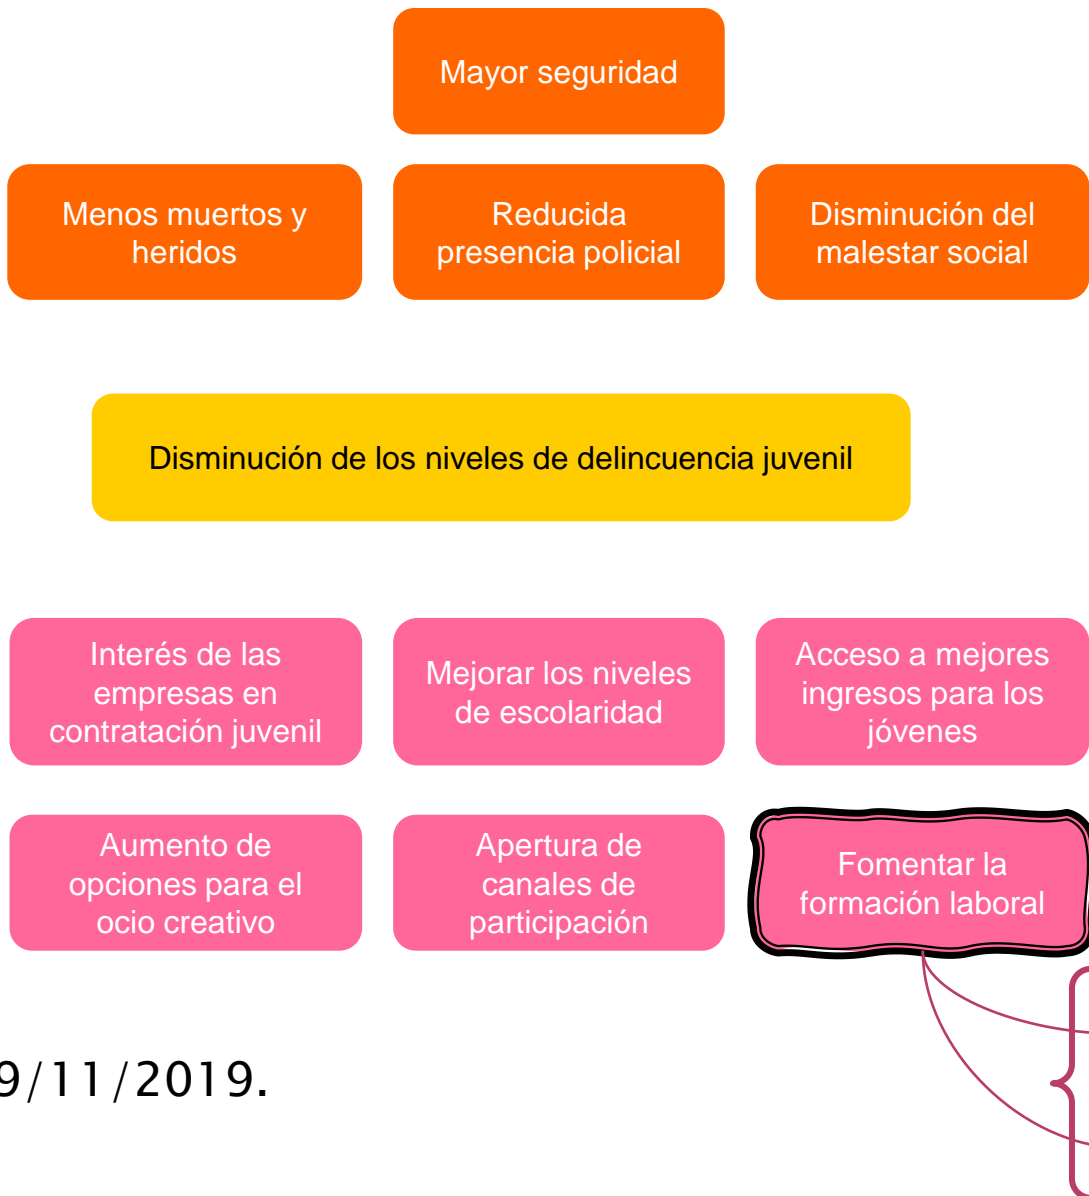 Mayor seguridad
Menos muertos y
heridos
Reducida
presencia policial
Disminución del
malestar social
Disminución de los niveles de delincuencia juvenil
Interés de las
empresas en
contratación juvenil
Mejorar los niveles
de escolaridad
Acceso a mejores
ingresos para los
jóvenes
Aumento de
opciones para el
ocio creativo
Apertura de
canales de
participación
Fomentar la
formación laboral
9/11/2019.